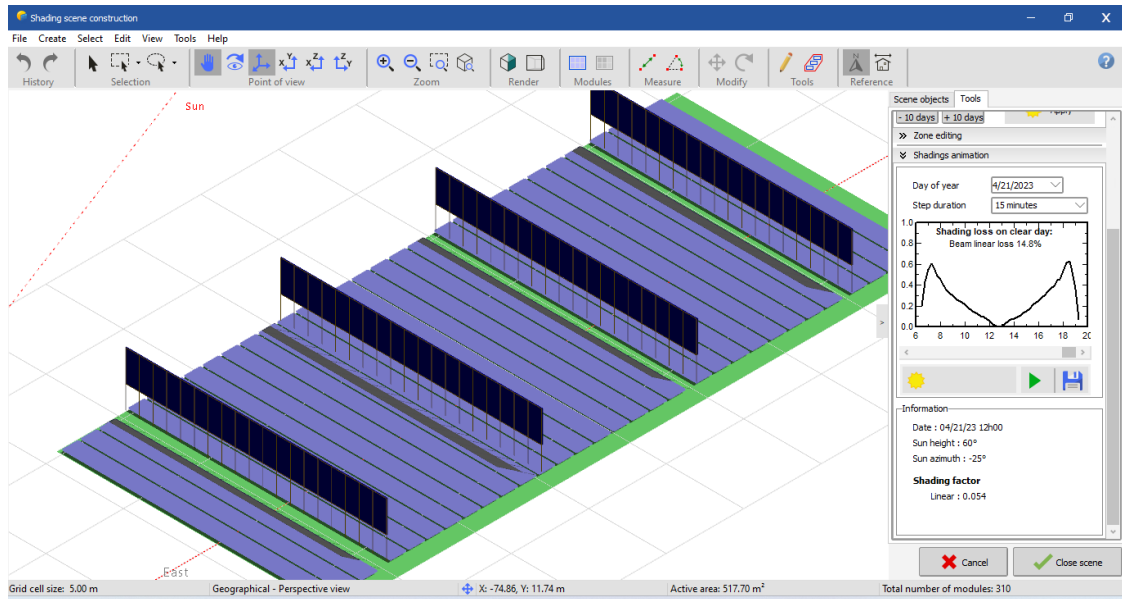 Shading scene construction
File Create Select Edit View Tools Help
History Selection Point of view Zoom Render Modules Measure Modify Tools Reference
Sun
East
Scene objects Tools
- 10 days + 10 days
Zone editing
Shadings animation
Day of year 4/21/2023
Step duration 15 minutes
Shading loss on clear day:
Beam linear loss 14.8%
1.0
0.8
0.6
0.4
0.2
0.0
6 8 10 12 14 16 18 20
Information
Date : 04/21/23 12h00
Sun height : 60°
Sun azimuth : -25°
Shading factor
Linear : 0.054
Cancel Close scene
Grid cell size: 5.00 m Geographical - Perspective view X: -74.86, Y: 11.74 m Active area: 517.70 m² Total number of modules: 310